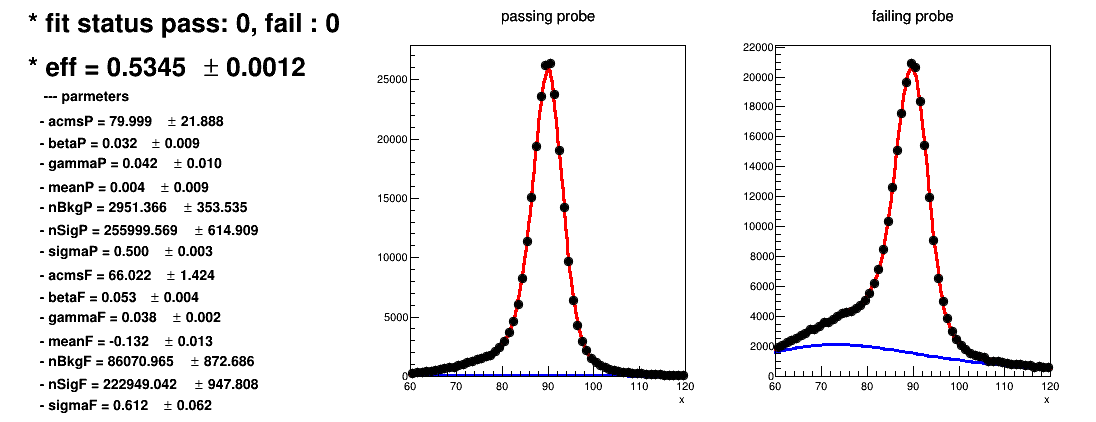 * fit status pass: 0, fail : 0
* eff = 0.5345 ± 0.0012
--- parmeters
- acmsP = 79.999 ± 21.888
- betaP = 0.032 ± 0.009
- gammaP = 0.042 ± 0.010
- meanP = 0.004 ± 0.009
- nBkgP = 2951.366 ± 353.535
- nSigP = 255999.569 ± 614.909
- sigmaP = 0.500 ± 0.003
- acmsF = 66.022 ± 1.424
- betaF = 0.053 ± 0.004
- gammaF = 0.038 ± 0.002
- meanF = -0.132 ± 0.013
- nBkgF = 86070.965 ± 872.686
- nSigF = 222949.042 ± 947.808
- sigmaF = 0.612 ± 0.062
passing probe
25000
20000
15000
10000
5000
0
60 70 80 90 100 110 120
x
failing probe
22000
20000
18000
16000
14000
12000
10000
8000
6000
4000
2000
0
60 70 80 90 100 110 120
x